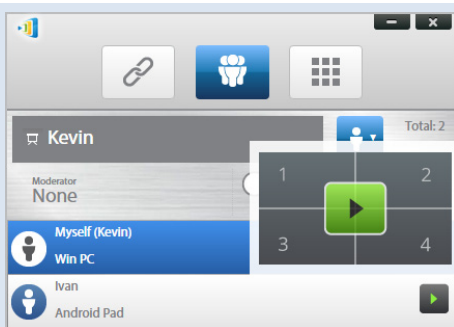 Kevin
Total: 2
Moderator
None
1 2
3 4
Myself (Kevin)
Win PC
Ivan
Android Pad